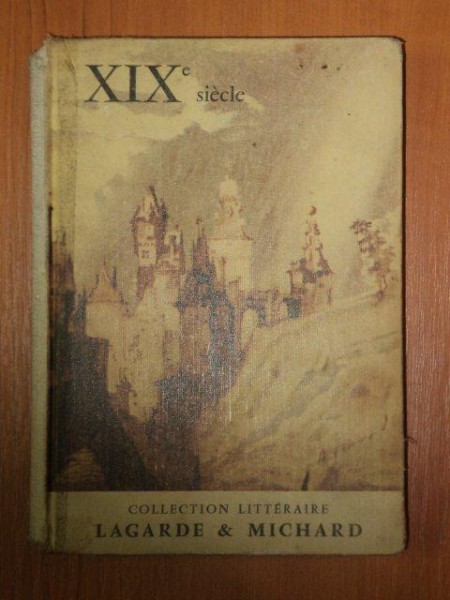 XIXe siècle
COLLECTION LITTÉRAIRE
LAGARDE & MICHARD